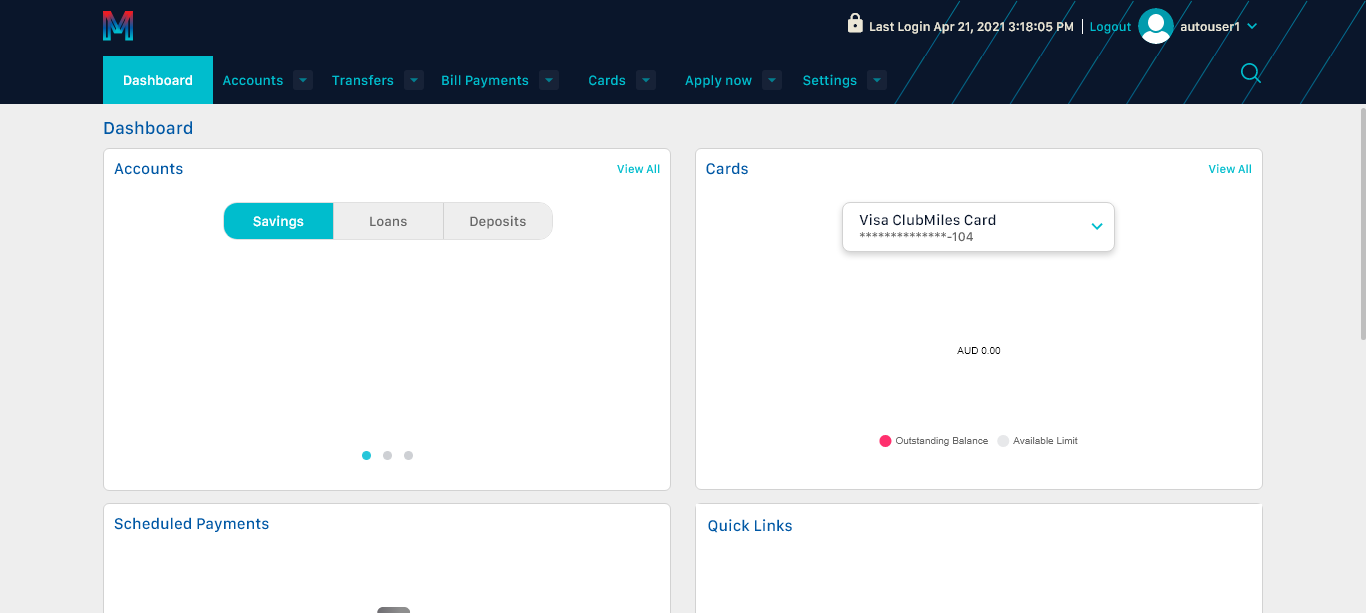 Last Login Apr 21, 2021 3:18:05 PM | Logout autouser1
Dashboard Accounts Transfers Bill Payments Cards Apply now Settings
Dashboard
Accounts View All
Savings Loans Deposits
Cards View All
Visa ClubMiles Card
**************-104
AUD 0.00
Outstanding Balance Available Limit
Scheduled Payments
Quick Links